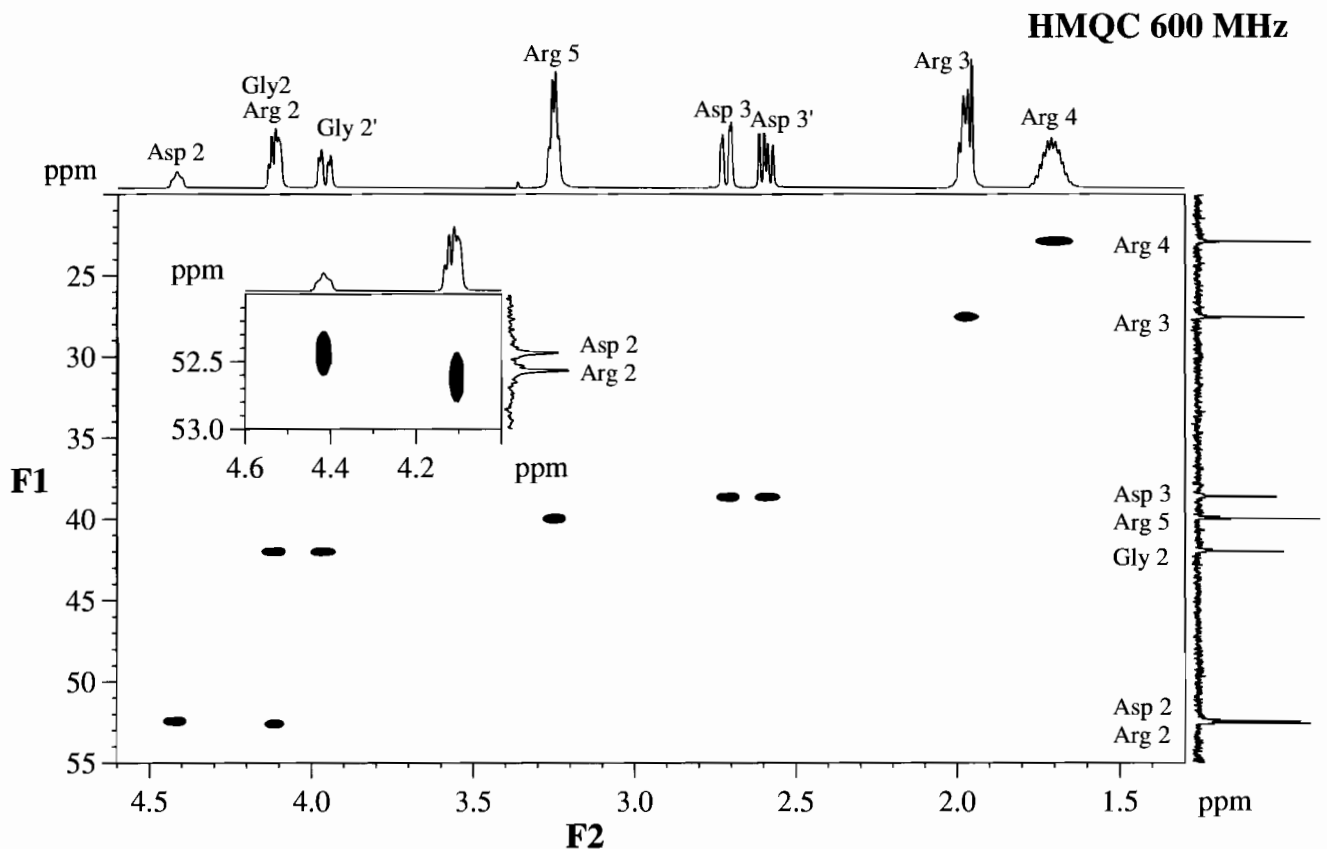 HMQC 600 MHz
Arg 5
Arg 3
Gly2
Arg 2
Gly 2'
Asp 3
Asp 3'
Arg 4
Asp 2
ppm
ppm
25
30
35
40
45
50
55
F1
52.5
53.0
4.6
4.4
4.2
ppm
Asp 2
Arg 2
Arg 4
Arg 3
Asp 3
Arg 5
Gly 2
Asp 2
Arg 2
4.5
4.0
3.5
3.0
2.5
2.0
1.5
ppm
F2